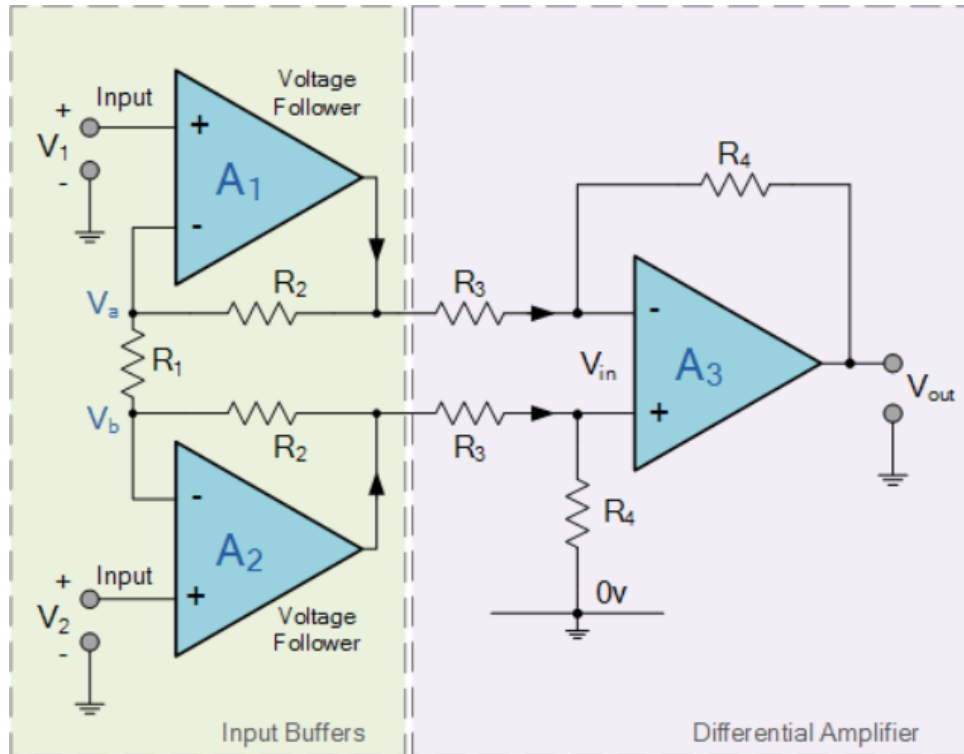 Voltage
Follower
+
Input
V₁
-
+
A₁
-
R₄
R₂
R₃
Vₐ
R₁
-
Vᵢₙ
A₃
+
Vₒᵤₜ
V_b
R₂
R₃
-
A₂
+
R₄
+
Input
V₂
-
0v
Voltage
Follower
Input Buffers
Differential Amplifier